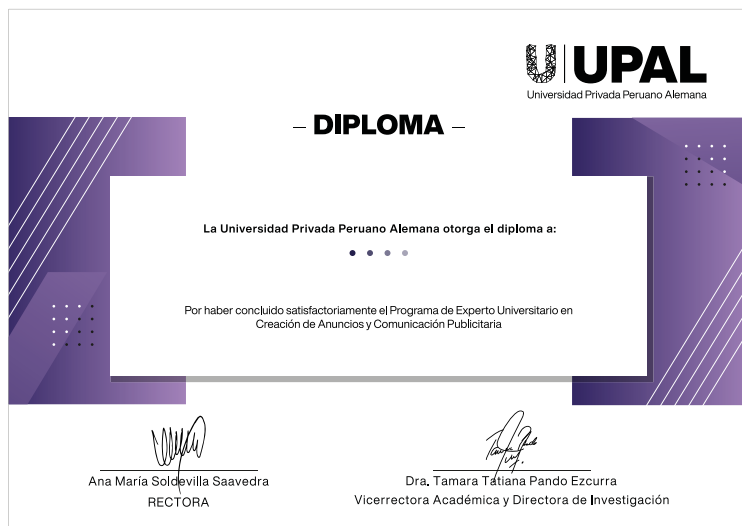 UPAL
Universidad Privada Peruano Alemana
– DIPLOMA –
La Universidad Privada Peruano Alemana otorga el diploma a:
Por haber concluido satisfactoriamente el Programa de Experto Universitario en
Creación de Anuncios y Comunicación Publicitaria
Ana María Soldevilla Saavedra
RECTORA
Dra. Tamara Tatiana Pando Ezcurra
Vicerrectora Académica y Directora de Investigación